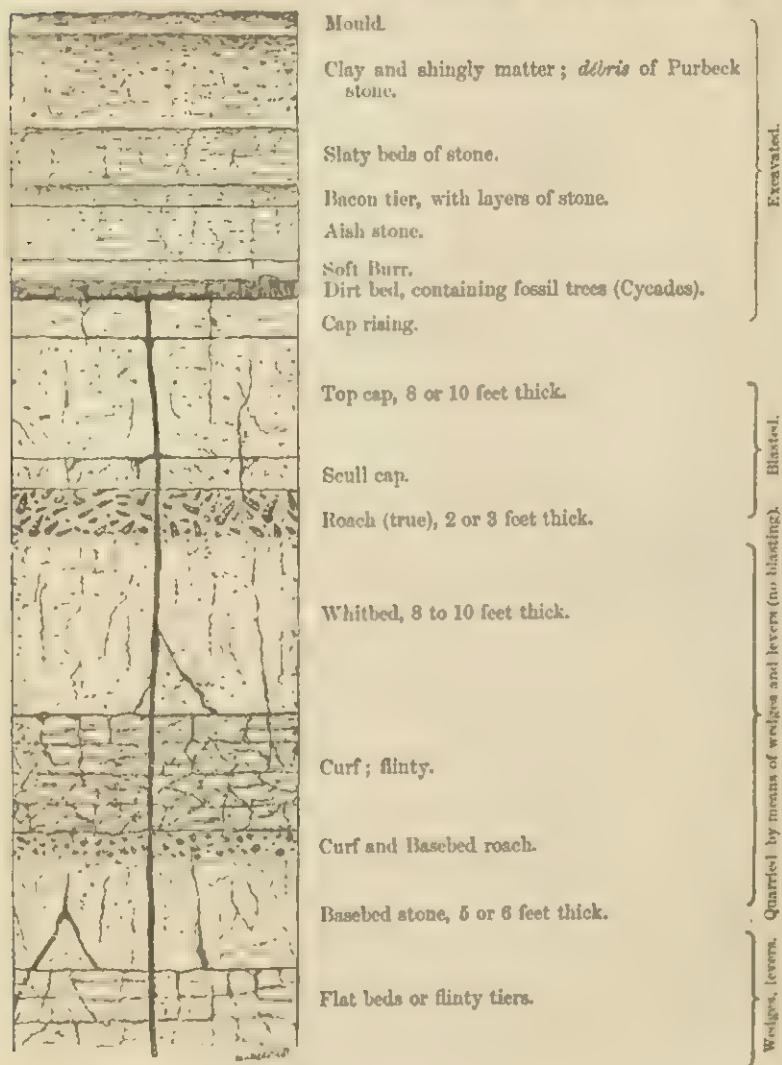 Mould.
Clay and shingly matter; débris of Purbeck
stone.
Slaty beds of stone.
Bacon tier, with layers of stone.
Aish stone.
Soft Burr.
Dirt bed, containing fossil trees (Cycades).
Cap rising.
Excavated.
Top cap, 8 or 10 feet thick.
Scull cap.
Roach (true), 2 or 3 feet thick.
Blasted.
Whitbed, 8 to 10 feet thick.
Curf; flinty.
Curf and Basebed roach.
Quarried by means of wedges and levers (no blasting).
Basebed stone, 5 or 6 feet thick.
Flat beds or flinty tiers.
Wedges, levers.